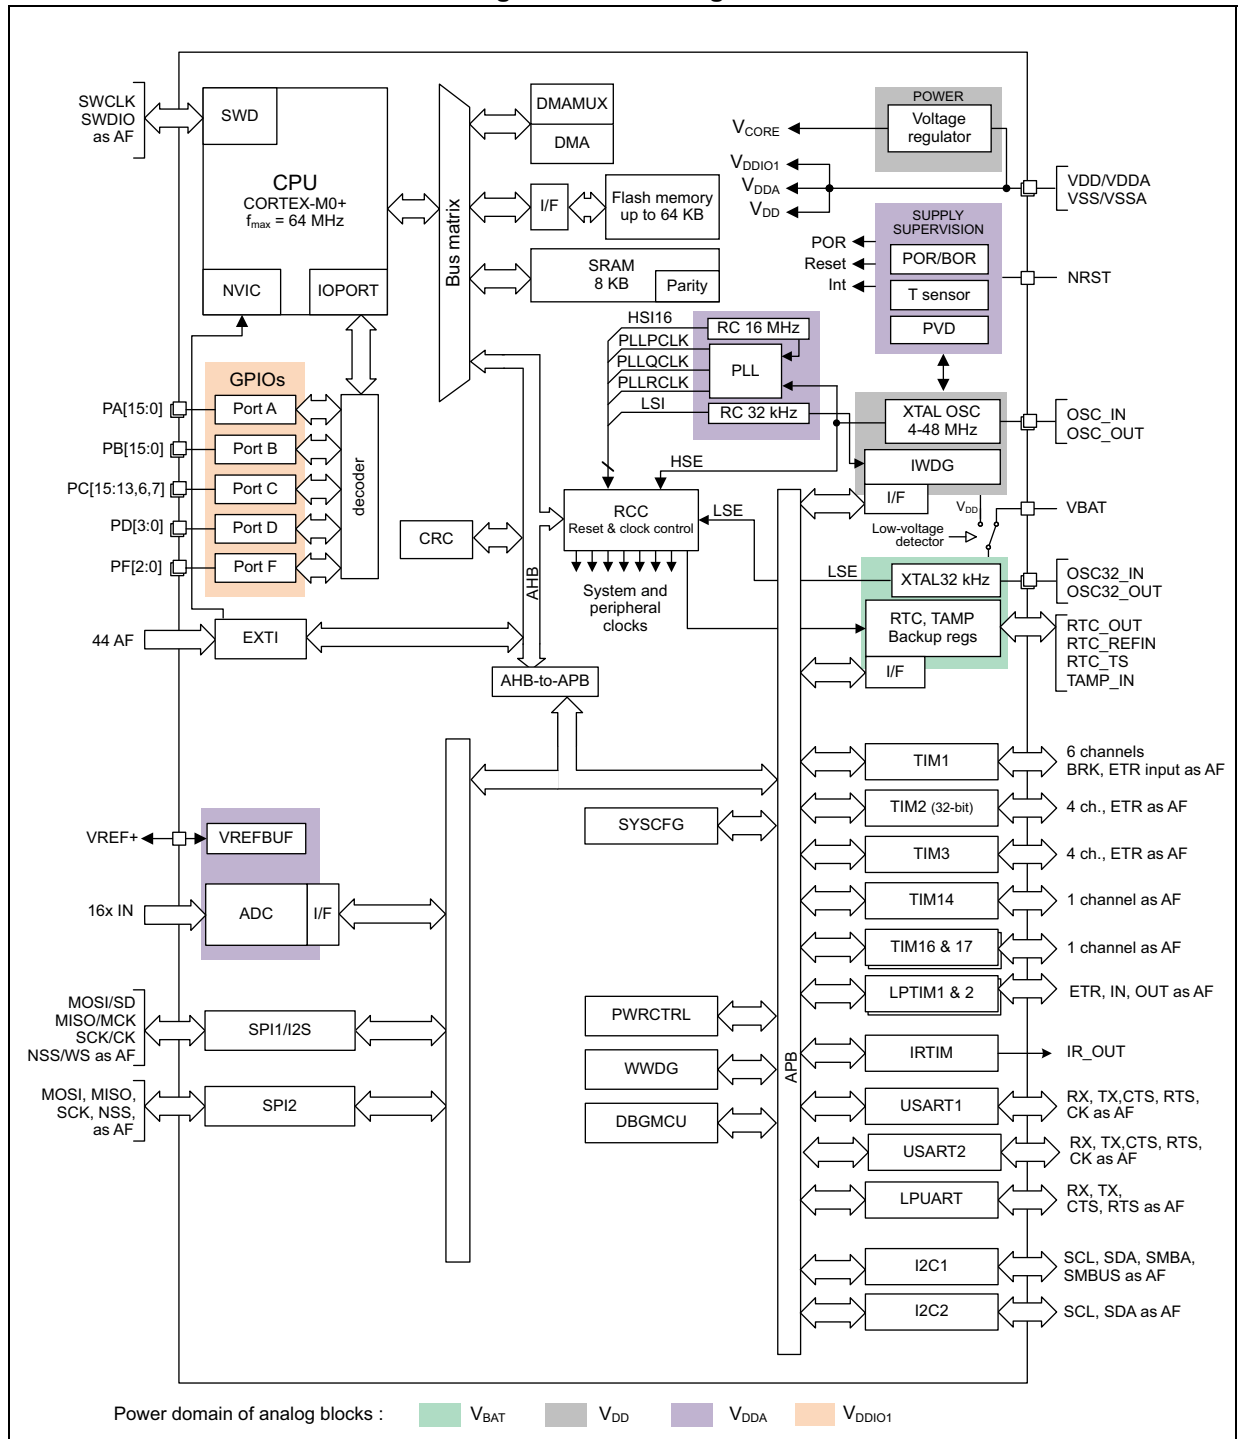 SWCLK
SWDIO
as AF
SWD
CPU
CORTEX-M0+
fmax = 64 MHz
NVIC
IOPORT
Bus matrix
DMAMUX
DMA
I/F
Flash memory
up to 64 KB
SRAM
8 KB
Parity
POWER
Voltage
regulator
VCORE
VDDIO1
VDDA
VDD
VDD/VDDA
VSS/VSSA
SUPPLY
SUPERVISION
POR/BOR
T sensor
PVD
POR
Reset
Int
NRST
HSI16
PLLPCLK
PLLQCLK
PLLRCLK
LSI
RC 16 MHz
PLL
RC 32 kHz
GPIOs
PA[15:0]
Port A
PB[15:0]
Port B
PC[15:13,6,7]
Port C
PD[3:0]
Port D
PF[2:0]
Port F
decoder
XTAL OSC
4-48 MHz
IWDG
I/F
OSC_IN
OSC_OUT
HSE
RCC
Reset & clock control
LSE
System and
peripheral
clocks
CRC
AHB
VDD
Low-voltage
detector
VBAT
LSE
XTAL32 kHz
OSC32_IN
OSC32_OUT
RTC, TAMP
Backup regs
I/F
RTC_OUT
RTC_REFIN
RTC_TS
TAMP_IN
44 AF
EXTI
AHB-to-APB
TIM1
6 channels
BRK, ETR input as AF
SYSCFG
TIM2 (32-bit)
4 ch., ETR as AF
VREF+
VREFBUF
TIM3
4 ch., ETR as AF
16x IN
ADC
I/F
TIM14
1 channel as AF
TIM16 & 17
1 channel as AF
LPTIM1 & 2
ETR, IN, OUT as AF
MOSI/SD
MISO/MCK
SCK/CK
NSS/WS as AF
SPI1/I2S
PWRCTRL
APB
IRTIM
IR_OUT
WWDG
MOSI, MISO,
SCK, NSS,
as AF
SPI2
DBGMCU
USART1
RX, TX,CTS, RTS,
CK as AF
USART2
RX, TX,CTS, RTS,
CK as AF
LPUART
RX, TX,
CTS, RTS as AF
I2C1
SCL, SDA, SMBA,
SMBUS as AF
I2C2
SCL, SDA as AF
Power domain of analog blocks :
VBAT
VDD
VDDA
VDDIO1